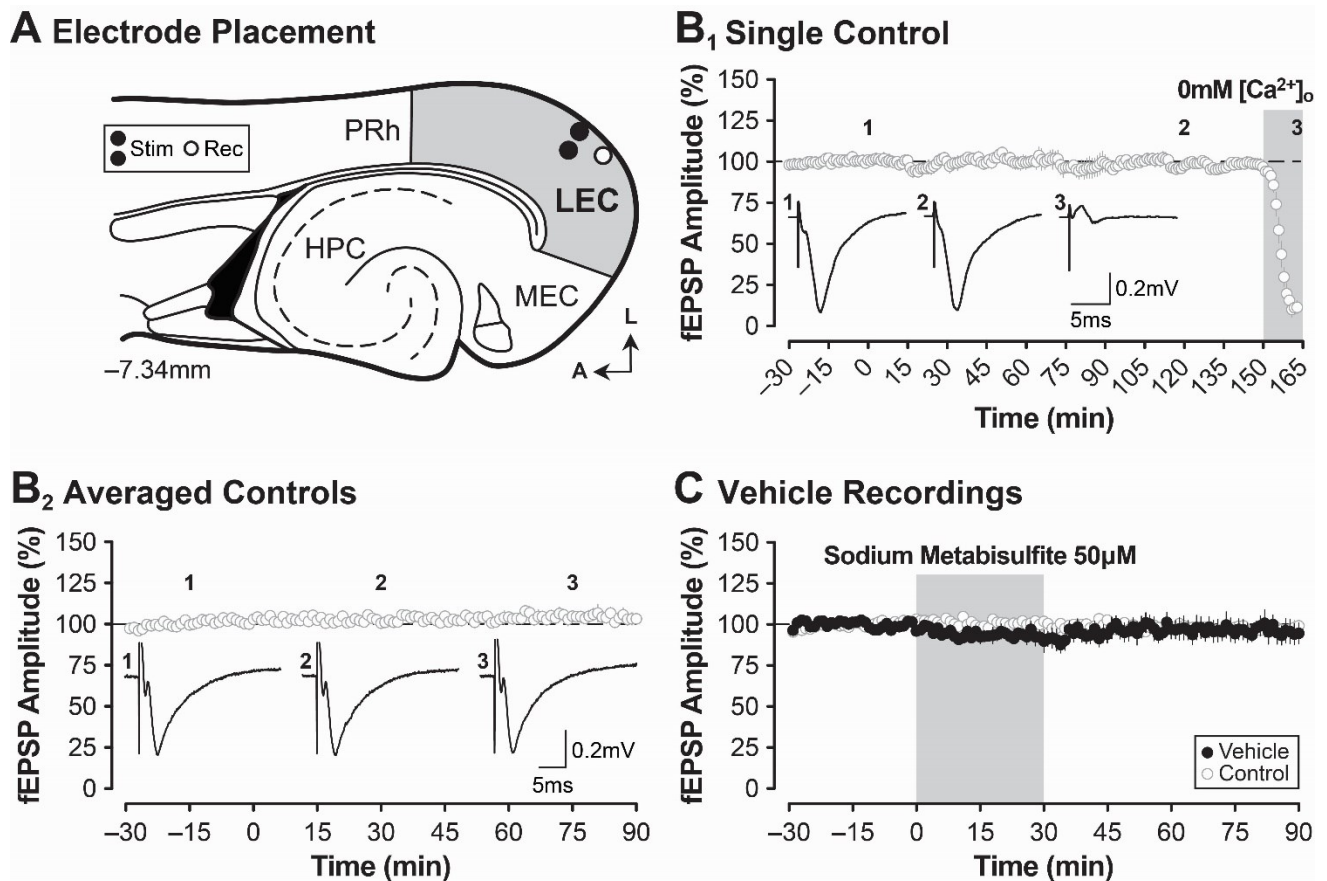 A Electrode Placement
Stim Rec
PRh
LEC
HPC
MEC
L
A
–7.34mm
B₁ Single Control
fEPSP Amplitude (%)
150
125
100
75
50
25
0
0mM [Ca²⁺]ₒ
1 2 3
1 2 3
0.2mV
5ms
–30 –15 0 15 30 45 60 75 90 105 120 135 150 165
Time (min)
B₂ Averaged Controls
fEPSP Amplitude (%)
150
125
100
75
50
25
0
1 2 3
1 2 3
0.2mV
5ms
–30 –15 0 15 30 45 60 75 90
Time (min)
C Vehicle Recordings
fEPSP Amplitude (%)
150
125
100
75
50
25
0
Sodium Metabisulfite 50µM
Vehicle
Control
–30 –15 0 15 30 45 60 75 90
Time (min)